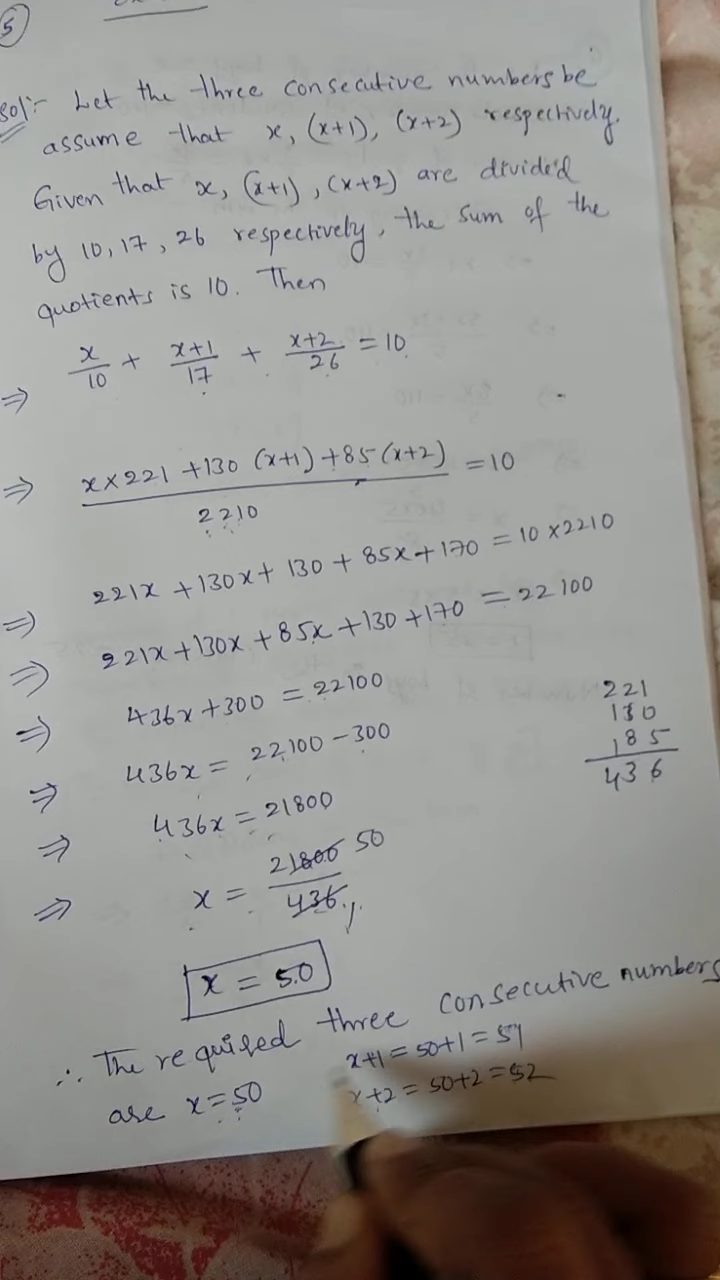 5
Sol:- Let the three consecutive numbers be
assume that x, (x+1), (x+2) respectively.
Given that x, (x+1), (x+2) are divided
by 10, 17, 26 respectively, the sum of the
quotients is 10. Then
⇒ x/10 + x+1/17 + x+2/26 = 10
⇒ x×221 +130 (x+1) +85 (x+2)/2210 = 10
⇒ 221x +130x + 130 + 85x + 170 = 10 × 2210
⇒ 221x + 130x + 85x + 130 + 170 = 22100
⇒ 436x + 300 = 22100
⇒ 436x = 22100 - 300
⇒ 436x = 21800
⇒ x = 21800/436 50
x = 50
221
130
185
436
∴ The required three consecutive numbers
are x = 50
x+1 = 50+1 = 51
x+2 = 50+2 = 52